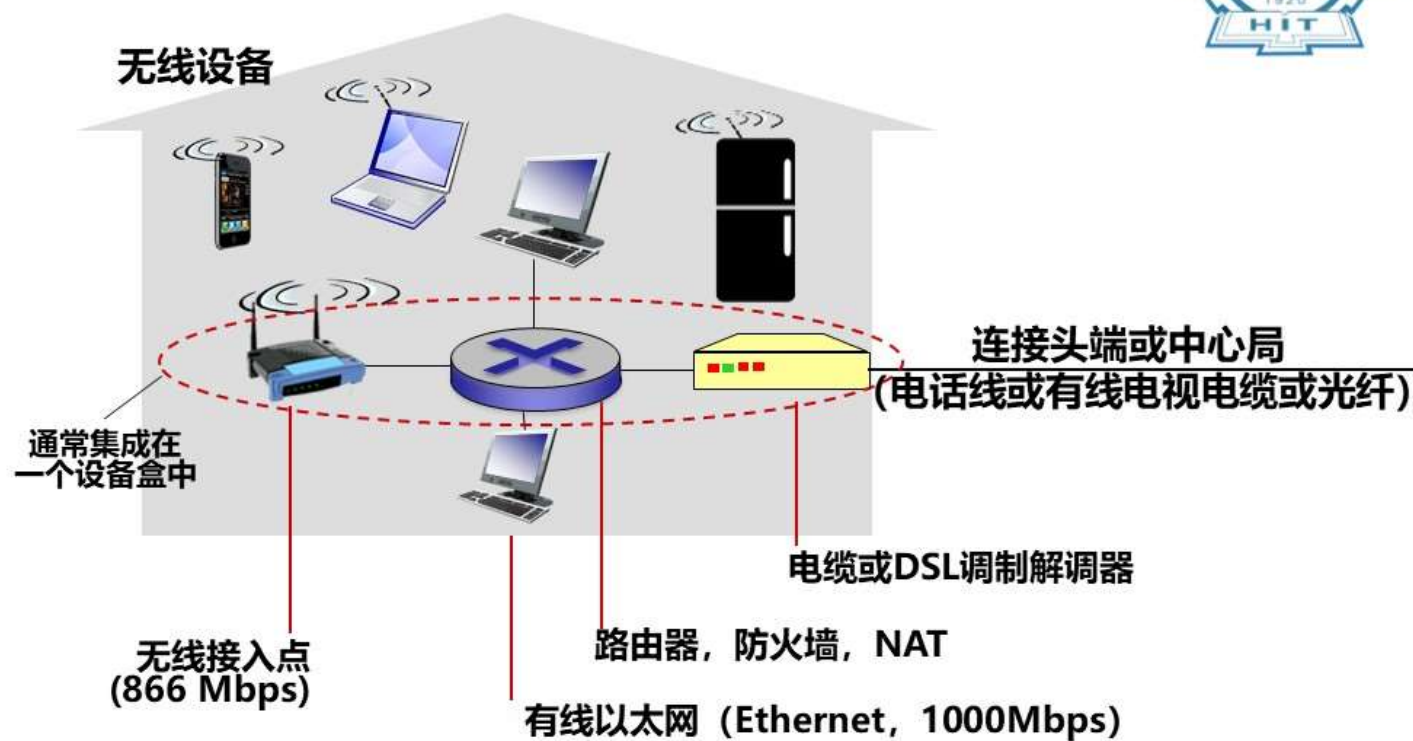 1920
HIT
无线设备
连接头端或中心局
(电话线或有线电视电缆或光纤)
通常集成在
一个设备盒中
电缆或DSL调制解调器
路由器，防火墙，NAT
无线接入点
(866 Mbps)
有线以太网（Ethernet，1000Mbps）